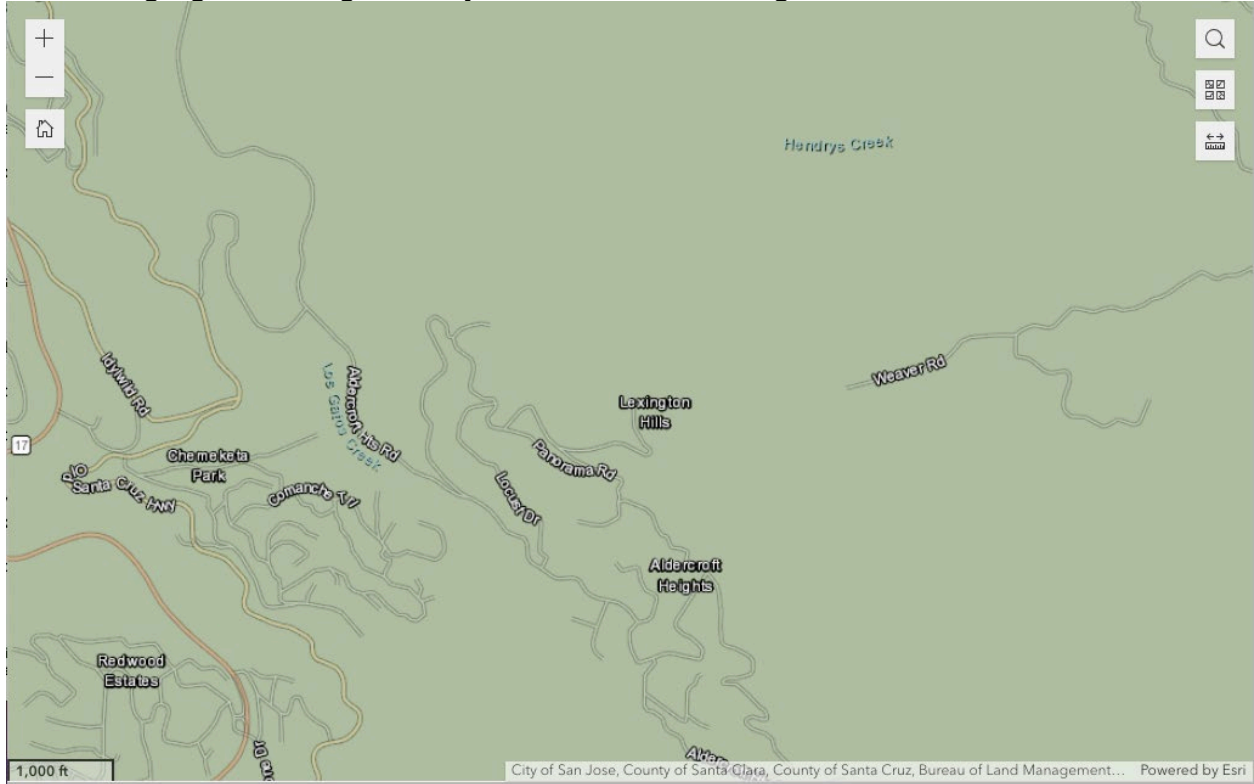 Hendrys Creek
Idylwild Rd
Los Gatos Creek
Aldercroft Hts Rd
Weaver Rd
Lexington
Hills
17
Chemeketa
Park
Panorama Rd
Old
Santa Cruz HWY
Comanche Trl
Locust Dr
Aldercroft
Heights
Redwood
Estates
Dr
1,000 ft
City of San Jose, County of Santa Clara, County of Santa Cruz, Bureau of Land Management… Powered by Esri